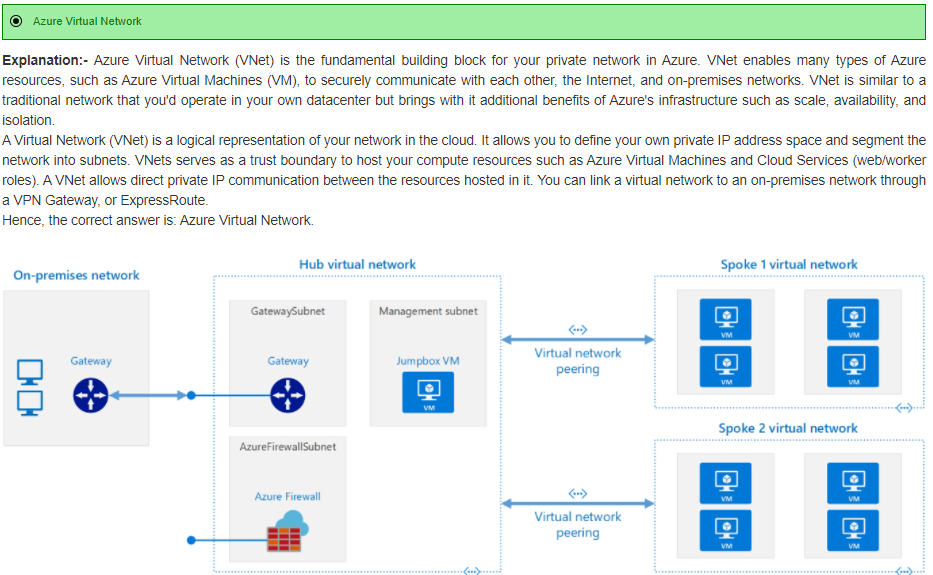 Azure Virtual Network
Explanation:- Azure Virtual Network (VNet) is the fundamental building block for your private network in Azure. VNet enables many types of Azure
resources, such as Azure Virtual Machines (VM), to securely communicate with each other, the Internet, and on-premises networks. VNet is similar to a
traditional network that you'd operate in your own datacenter but brings with it additional benefits of Azure's infrastructure such as scale, availability, and
isolation.
A Virtual Network (VNet) is a logical representation of your network in the cloud. It allows you to define your own private IP address space and segment the
network into subnets. VNets serves as a trust boundary to host your compute resources such as Azure Virtual Machines and Cloud Services (web/worker
roles). A VNet allows direct private IP communication between the resources hosted in it. You can link a virtual network to an on-premises network through
a VPN Gateway, or ExpressRoute.
Hence, the correct answer is: Azure Virtual Network.
On-premises network
Gateway
Hub virtual network
GatewaySubnet
Gateway
Management subnet
Jumpbox VM
VM
AzureFirewallSubnet
Azure Firewall
Virtual network
peering
Virtual network
peering
Spoke 1 virtual network
VM
VM
VM
VM
Spoke 2 virtual network
VM
VM
VM
VM